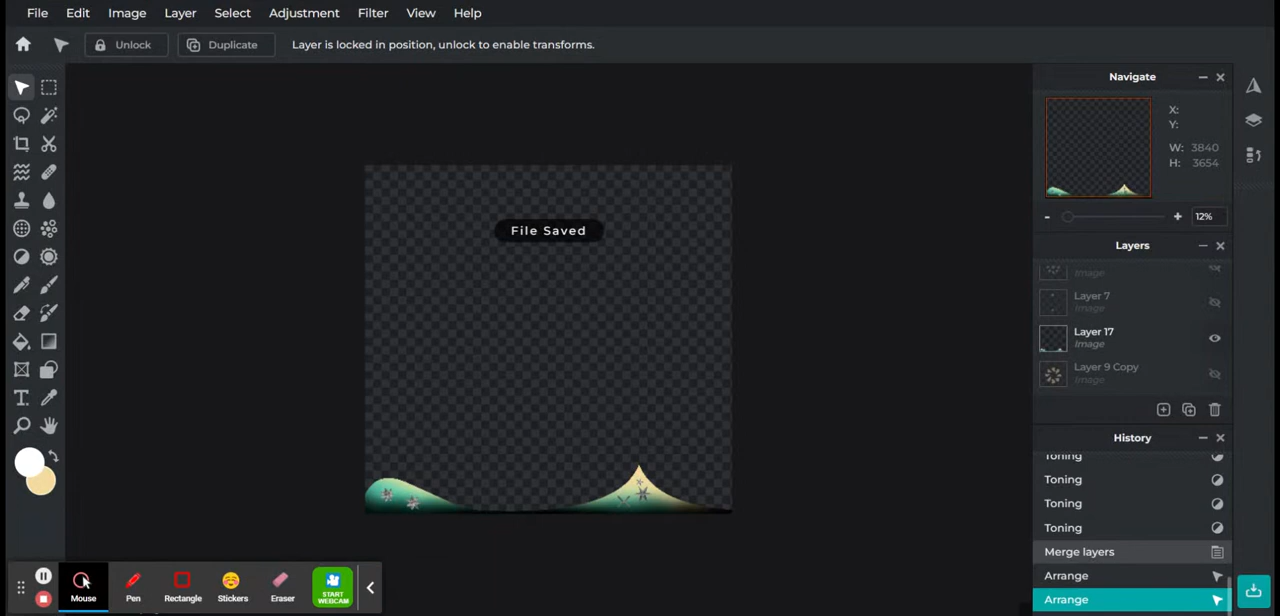 File Edit Image Layer Select Adjustment Filter View Help
Unlock Duplicate Layer is locked in position, unlock to enable transforms.
Navigate
X:
Y:
W: 3840
H: 3654
- + 12%
File Saved
Layers
Image
Layer 7
Image
Layer 17
Image
Layer 9 Copy
Image
History
Toning
Toning
Toning
Toning
Merge layers
Arrange
Arrange
Mouse Pen Rectangle Stickers Eraser START WEBCAM